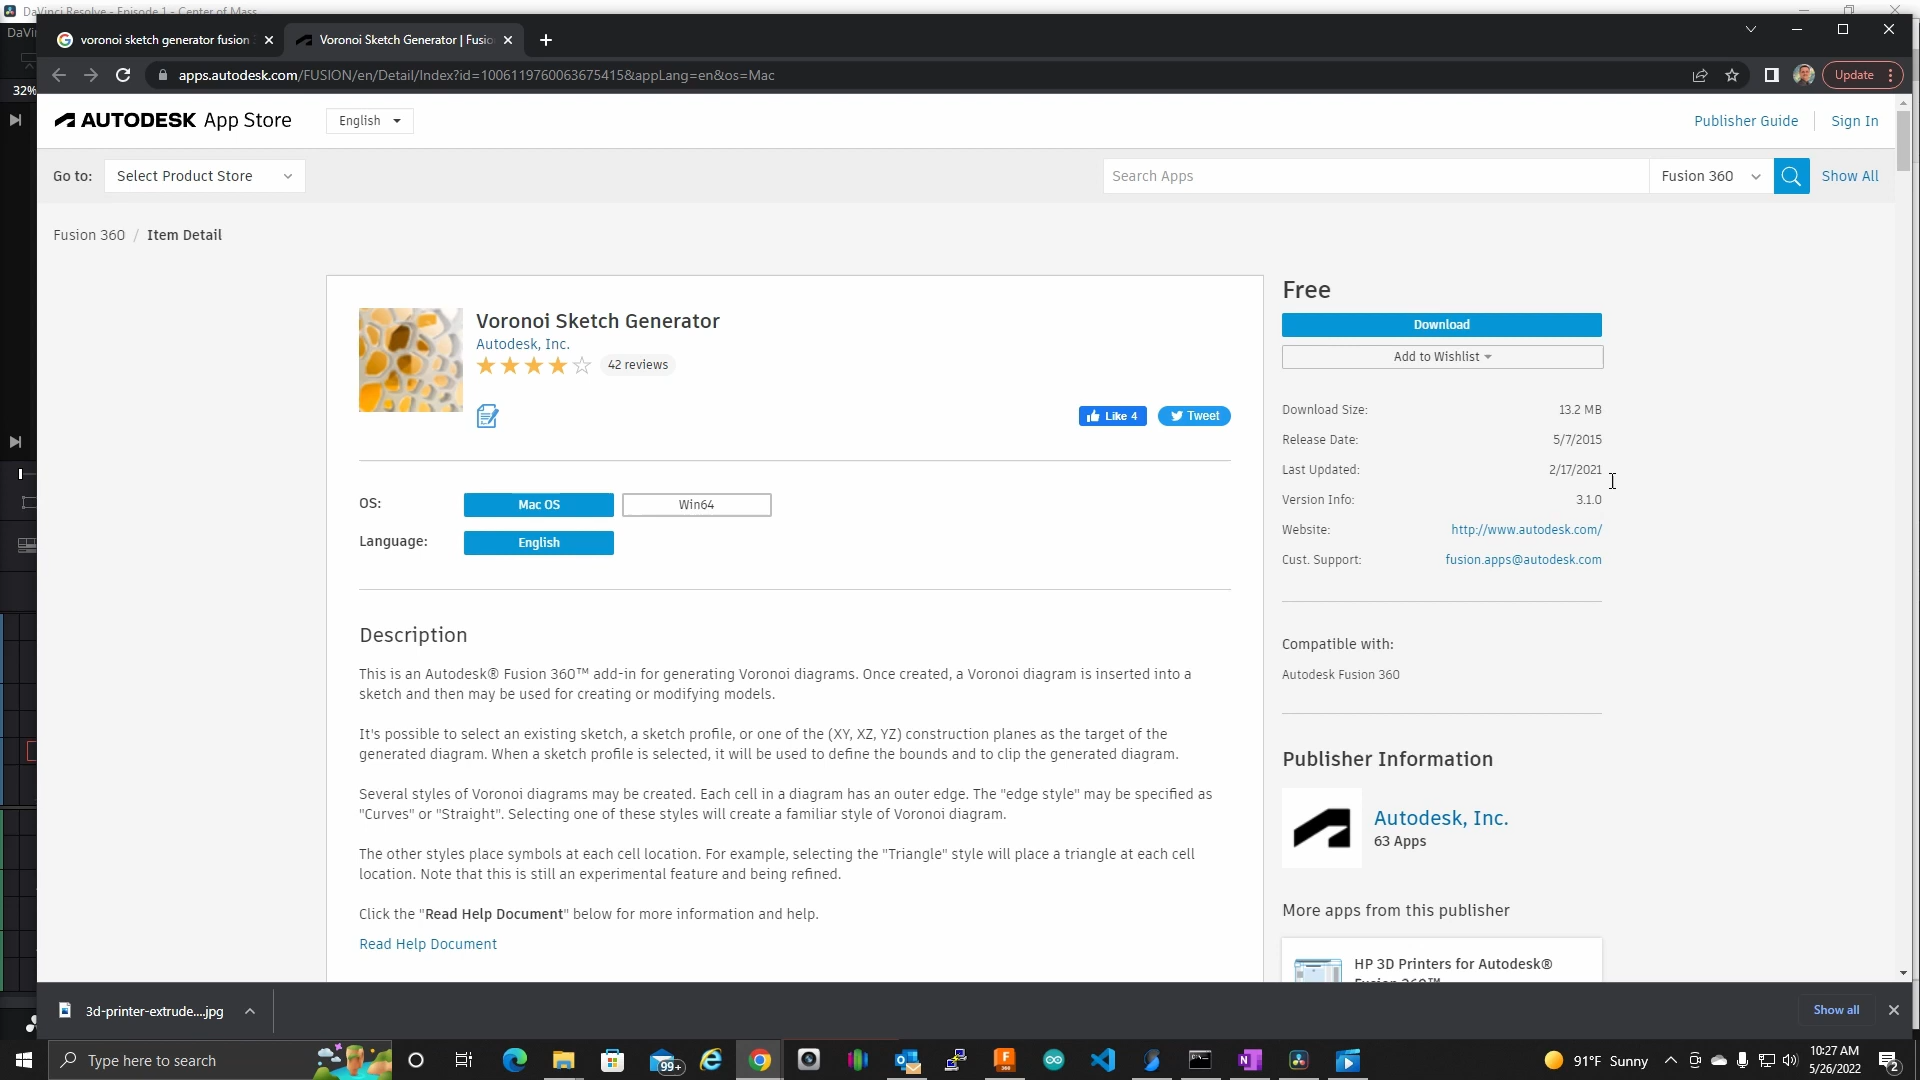 DaVinci Resolve - Episode 1 - Center of Mass
DaVin
32%
voronoi sketch generator fusion
Voronoi Sketch Generator | Fusio
apps.autodesk.com/FUSION/en/Detail/Index?id=1006119760063675415&appLang=en&os=Mac
Update
AUTODESK App Store
English
Publisher Guide
Sign In
Go to:
Select Product Store
Search Apps
Fusion 360
Show All
Fusion 360 / Item Detail
Voronoi Sketch Generator
Autodesk, Inc.
42 reviews
Like 4
Tweet
OS:
Mac OS
Win64
Language:
English
Description
This is an Autodesk® Fusion 360™ add-in for generating Voronoi diagrams. Once created, a Voronoi diagram is inserted into a
sketch and then may be used for creating or modifying models.
It's possible to select an existing sketch, a sketch profile, or one of the (XY, XZ, YZ) construction planes as the target of the
generated diagram. When a sketch profile is selected, it will be used to define the bounds and to clip the generated diagram.
Several styles of Voronoi diagrams may be created. Each cell in a diagram has an outer edge. The "edge style" may be specified as
"Curves" or "Straight". Selecting one of these styles will create a familiar style of Voronoi diagram.
The other styles place symbols at each cell location. For example, selecting the "Triangle" style will place a triangle at each cell
location. Note that this is still an experimental feature and being refined.
Click the "Read Help Document" below for more information and help.
Read Help Document
Free
Download
Add to Wishlist
Download Size: 13.2 MB
Release Date: 5/7/2015
Last Updated: 2/17/2021
Version Info: 3.1.0
Website: http://www.autodesk.com/
Cust. Support: fusion.apps@autodesk.com
Compatible with:
Autodesk Fusion 360
Publisher Information
Autodesk, Inc.
63 Apps
More apps from this publisher
HP 3D Printers for Autodesk®
Fusion 360™
3d-printer-extrude....jpg
Show all
Type here to search
99+
91°F Sunny
10:27 AM
5/26/2022
2